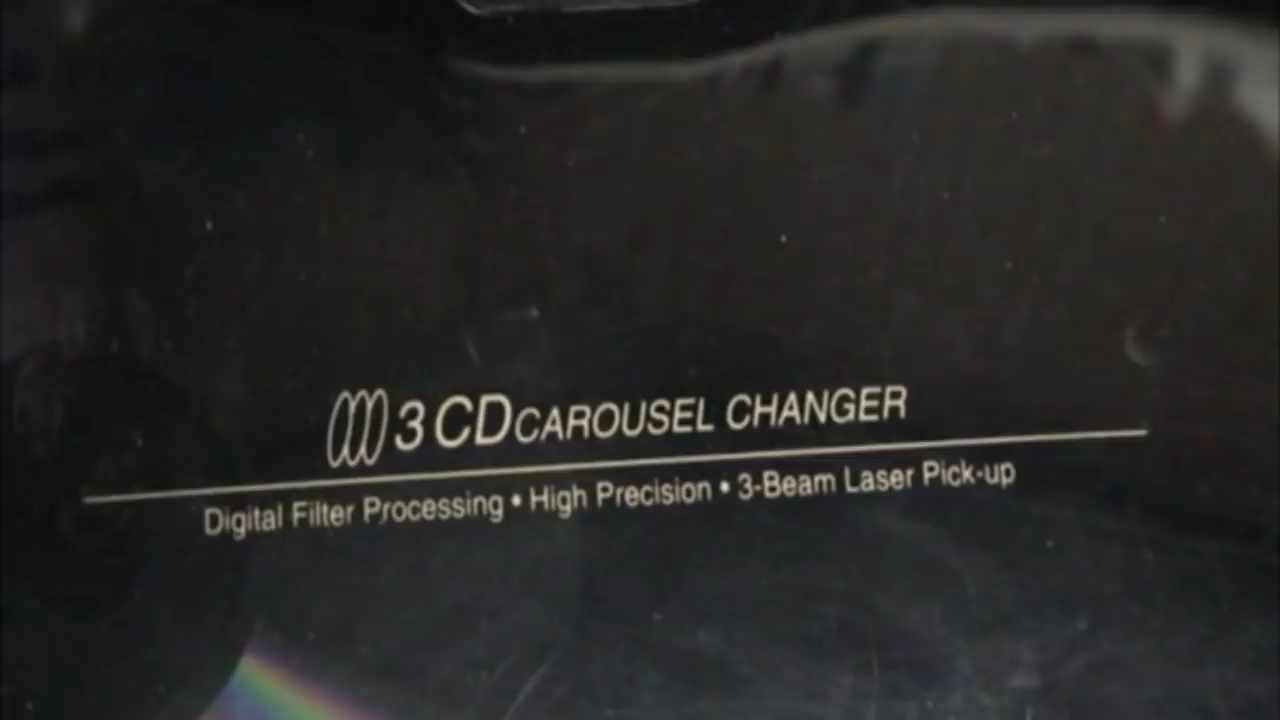 3 CD CAROUSEL CHANGER
Digital Filter Processing • High Precision • 3-Beam Laser Pick-up